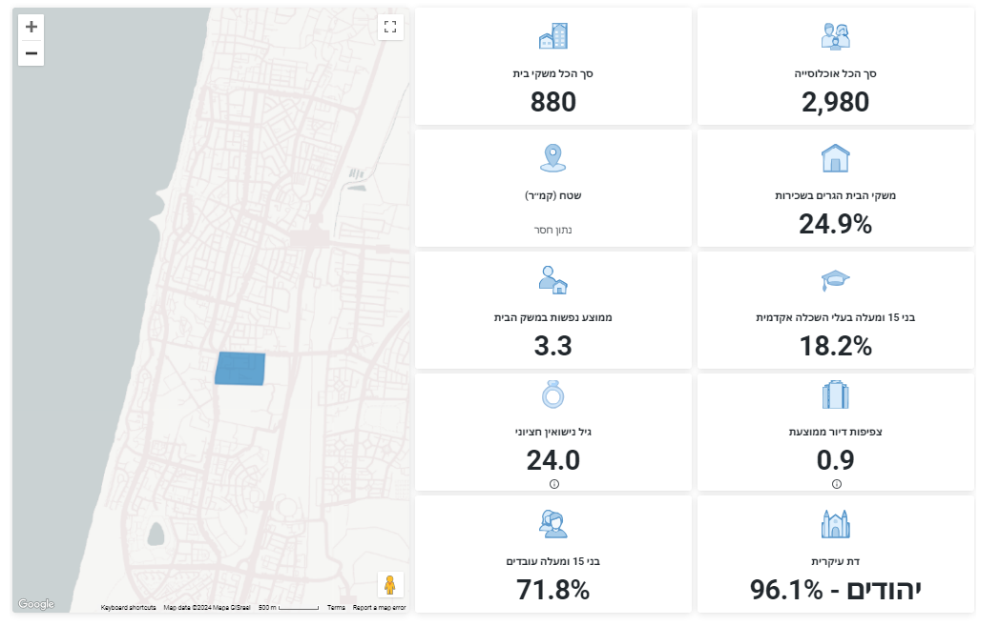 סך הכל אוכלוסייה
2,980
סך הכל משקי בית
880
משקי הבית הגרים בשכירות
24.9%
שטח (קמ״ר)
נתון חסר
בני 15 ומעלה בעלי השכלה אקדמית
18.2%
ממוצע נפשות במשק הבית
3.3
צפיפות דיור ממוצעת
0.9
גיל נישואין חציוני
24.0
דת עיקרית
יהודים - 96.1%
בני 15 ומעלה עובדים
71.8%
+
−
Google
Keyboard shortcuts Map data ©2024 Mapa GISrael 500 m Terms Report a map error